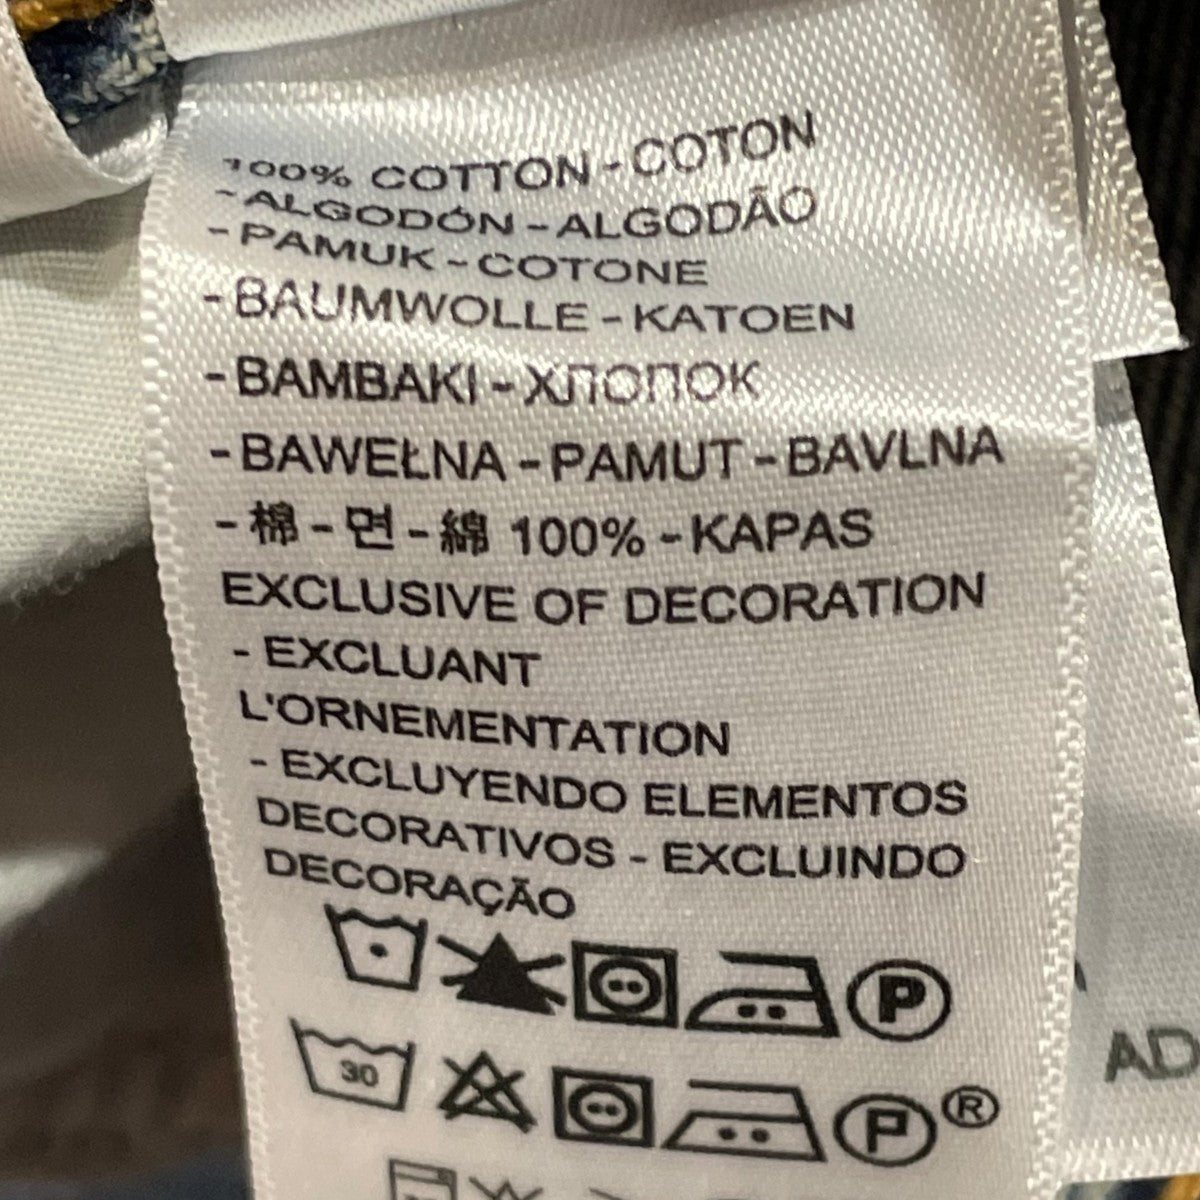 100% COTTON - COTON
- ALGODÓN - ALGODÃO
- PAMUK - COTONE
- BAUMWOLLE - KATOEN
- BAMBAKI - ХЛОПОК
- BAWEŁNA - PAMUT - BAVLNA
- 棉 - 면 - 綿 100% - KAPAS
EXCLUSIVE OF DECORATION
- EXCLUANT
L'ORNEMENTATION
- EXCLUYENDO ELEMENTOS
DECORATIVOS - EXCLUINDO
DECORAÇÃO
P
30 P ®
AD